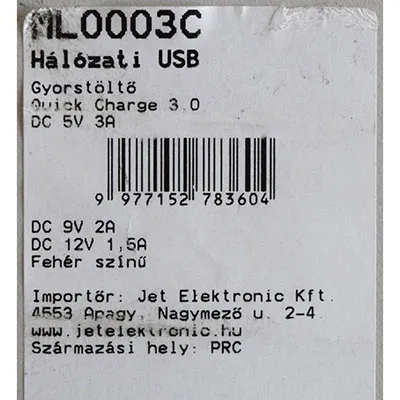 ML0003C
Hálózati USB
Gyorstöltő
Quick Charge 3.0
DC 5V 3A
9 977152 783604
DC 9V 2A
DC 12V 1,5A
Fehér színű
Importőr: Jet Elektronic Kft.
4553 Apagy, Nagymező u. 2-4
www.jetelektronic.hu
Származási hely: PRC